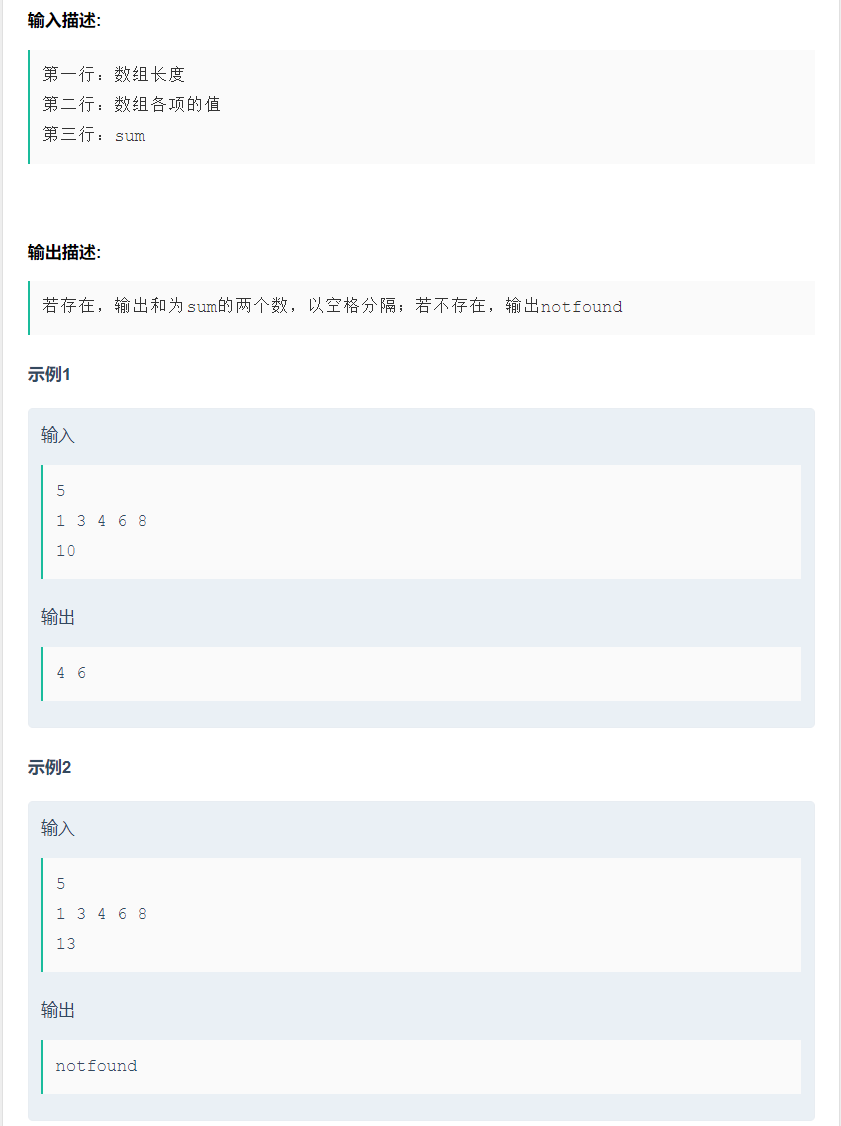 输入描述:
第一行：数组长度
第二行：数组各项的值
第三行：sum
输出描述:
若存在，输出和为sum的两个数，以空格分隔；若不存在，输出notfound
示例1
输入
5
1 3 4 6 8
10
输出
4 6
示例2
输入
5
1 3 4 6 8
13
输出
notfound